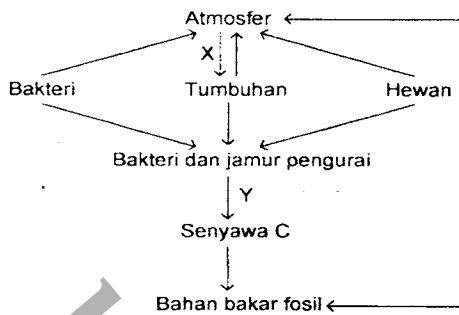 Atmosfer
X
Bakteri Tumbuhan Hewan
Bakteri dan jamur pengurai
Y
Senyawa C
Bahan bakar fosil